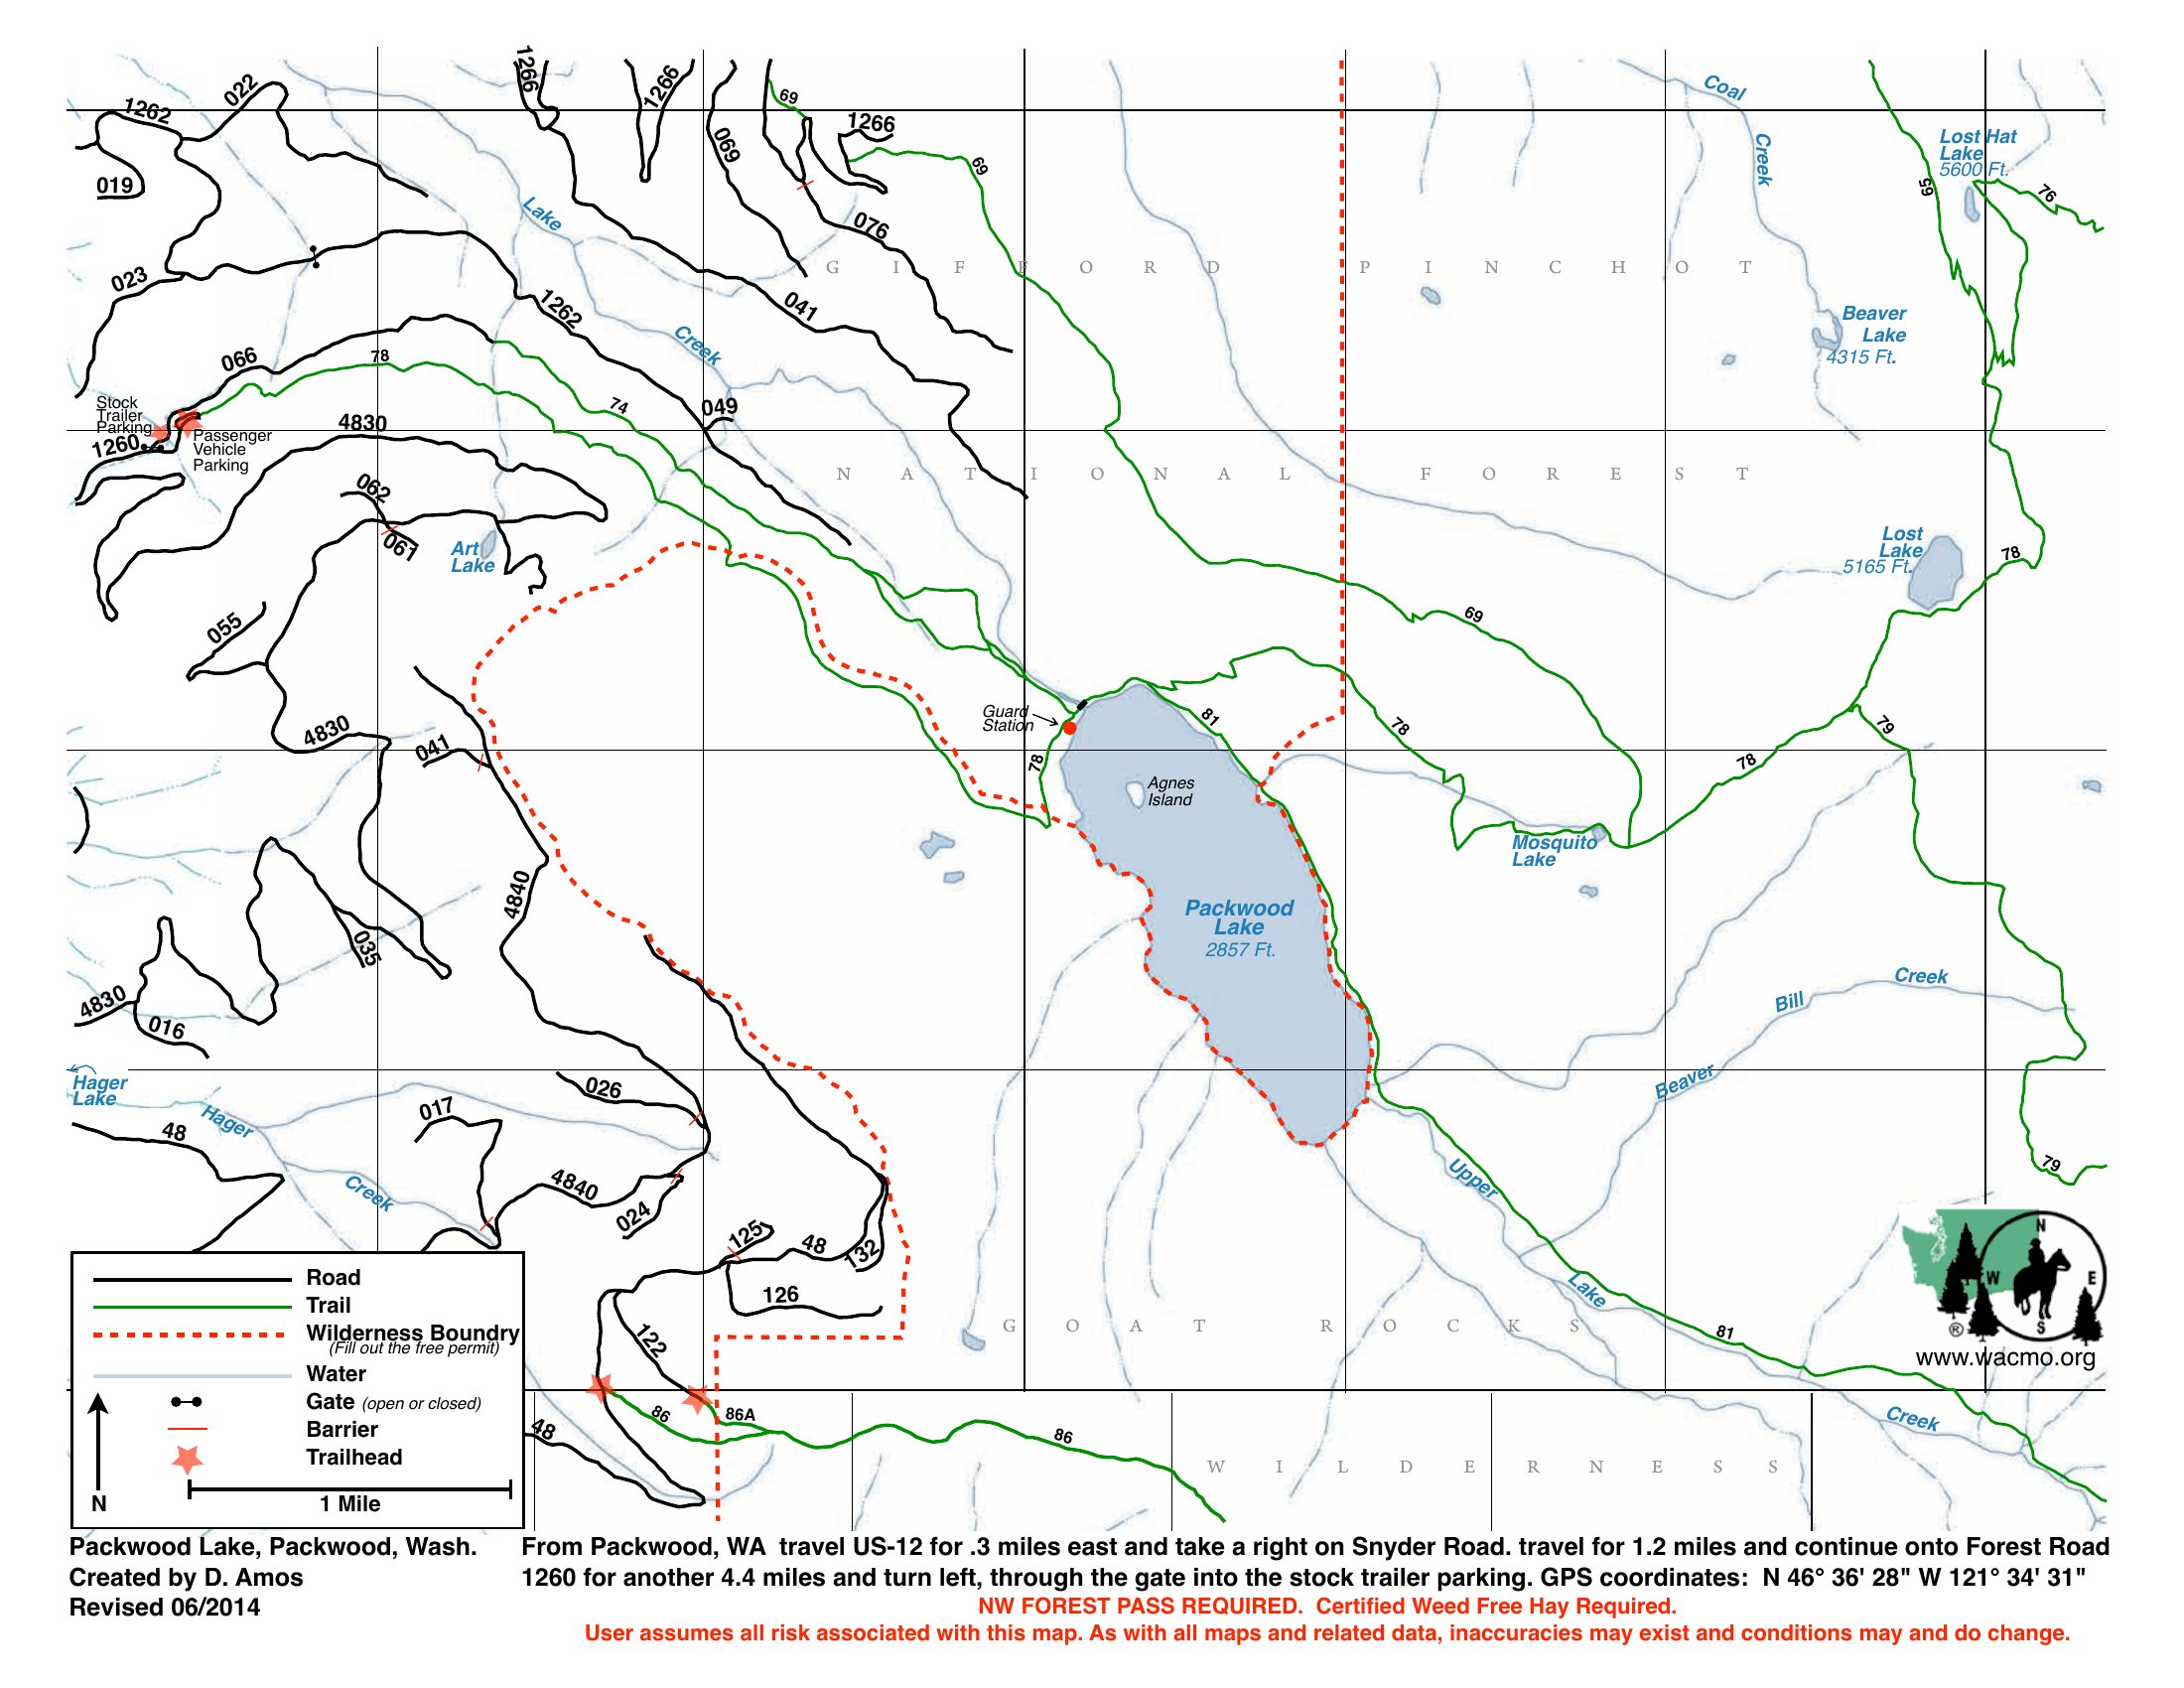 1266
1262
022
1266
69
069
1266
69
Coal
Creek
Lost Hat
Lake
5600 Ft.
65
76
019
Lake
076
023
GIFFORD PINCHOT
1262
041
Creek
Beaver
Lake
4315 Ft.
066
78
Stock
Trailer
Parking
1260
Passenger
Vehicle
Parking
4830
74
049
NATIONAL FOREST
062
061
Art
Lake
Lost
Lake
5165 Ft.
78
055
69
Guard
Station
81
78
79
78
4830
041
78
Agnes
Island
Mosquito
Lake
4840
035
Packwood
Lake
2857 Ft.
4830
016
Bill
Creek
Beaver
Hager
Lake
Hager
48
017
026
Creek
4840
024
Upper
125
48
132
126
122
Lake
GOAT ROCKS
81
N
W
E
S
®
www.wacmo.org
86
86A
86
48
Creek
WILDERNESS
Road
Trail
Wilderness Boundry
(Fill out the free permit)
Water
Gate (open or closed)
Barrier
Trailhead
N
1 Mile
79
Packwood Lake, Packwood, Wash.
Created by D. Amos
Revised 06/2014
From Packwood, WA travel US-12 for .3 miles east and take a right on Snyder Road. travel for 1.2 miles and continue onto Forest Road
1260 for another 4.4 miles and turn left, through the gate into the stock trailer parking. GPS coordinates: N 46° 36' 28" W 121° 34' 31"
NW FOREST PASS REQUIRED. Certified Weed Free Hay Required.
User assumes all risk associated with this map. As with all maps and related data, inaccuracies may exist and conditions may and do change.